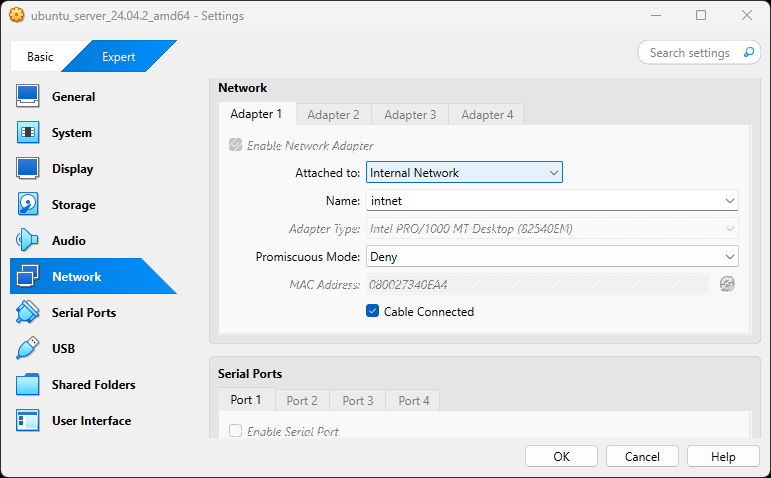 ubuntu_server_24.04.2_amd64 - Settings
Basic Expert Search settings
General
System
Display
Storage
Audio
Network
Serial Ports
USB
Shared Folders
User Interface
Network
Adapter 1 Adapter 2 Adapter 3 Adapter 4
Enable Network Adapter
Attached to: Internal Network
Name: intnet
Adapter Type: Intel PRO/1000 MT Desktop (82540EM)
Promiscuous Mode: Deny
MAC Address: 080027340EA4
Cable Connected
Serial Ports
Port 1 Port 2 Port 3 Port 4
Enable Serial Port
OK Cancel Help